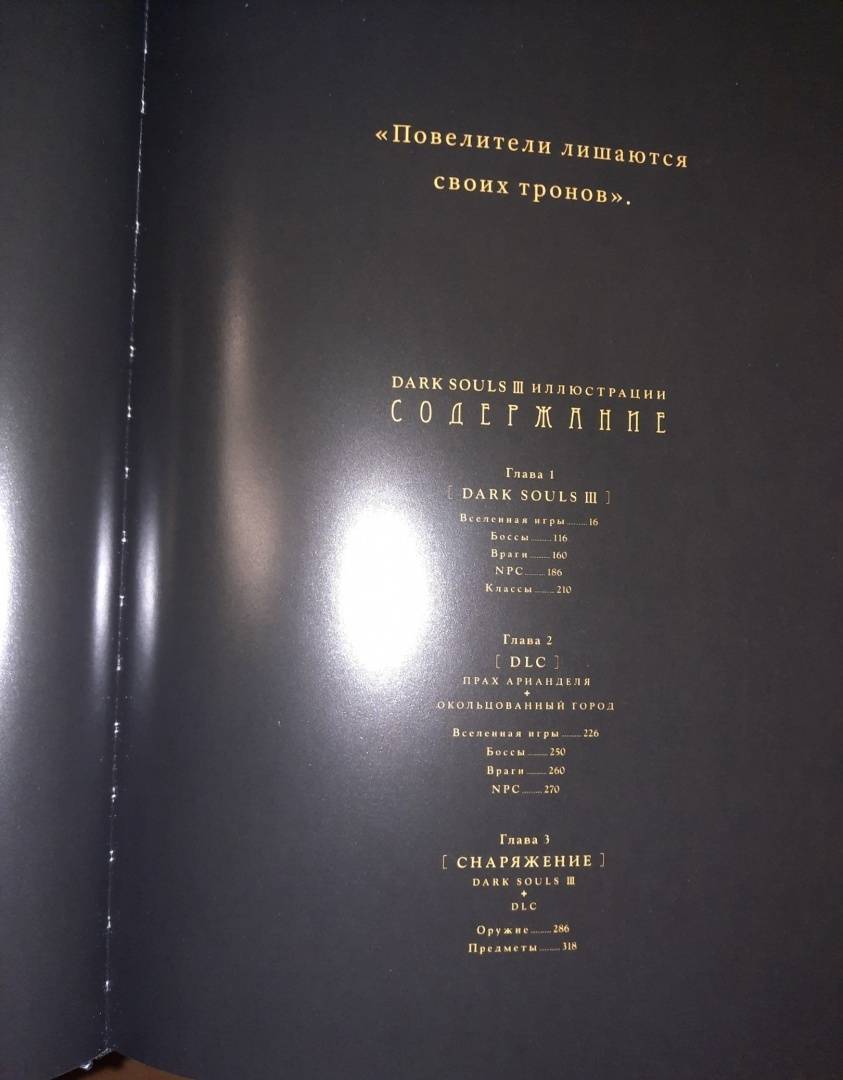 «Повелители лишаются
своих тронов».
DARK SOULS III ИЛЛЮСТРАЦИИ
СОДЕРЖАНИЕ
Глава 1
[ DARK SOULS III ]
Вселенная игры.........16
Боссы.........116
Враги.........160
NPC.........186
Классы.........210
Глава 2
[ DLC ]
ПРАХ АРИАНДЕЛЯ
+
ОКОЛЬЦОВАННЫЙ ГОРОД
Вселенная игры.........226
Боссы.........250
Враги.........260
NPC.........270
Глава 3
[ СНАРЯЖЕНИЕ ]
DARK SOULS III
+
DLC
Оружие.........286
Предметы.........318